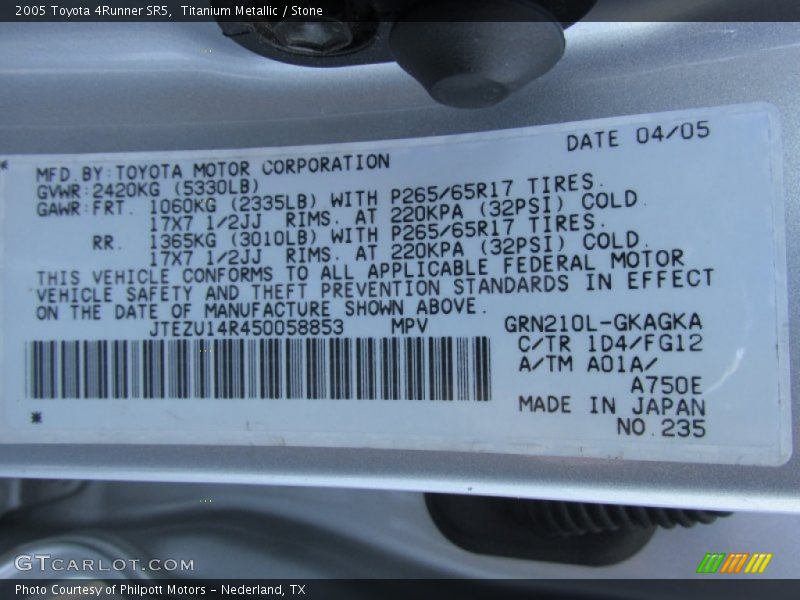 2005 Toyota 4Runner SR5, Titanium Metallic / Stone
DATE 04/05
MFD.BY:TOYOTA MOTOR CORPORATION
GVWR:2420KG (5330LB)
GAWR:FRT. 1060KG (2335LB) WITH P265/65R17 TIRES.
17X7 1/2JJ RIMS. AT 220KPA (32PSI) COLD.
RR. 1365KG (3010LB) WITH P265/65R17 TIRES.
17X7 1/2JJ RIMS. AT 220KPA (32PSI) COLD.
THIS VEHICLE CONFORMS TO ALL APPLICABLE FEDERAL MOTOR
VEHICLE SAFETY AND THEFT PREVENTION STANDARDS IN EFFECT
ON THE DATE OF MANUFACTURE SHOWN ABOVE.
JTEZU14R450058853 MPV
GRN210L-GKAGKA
C/TR 1D4/FG12
A/TM A01A/
A750E
MADE IN JAPAN
NO.235
GTCARLOT.COM
Photo Courtesy of Philpott Motors - Nederland, TX